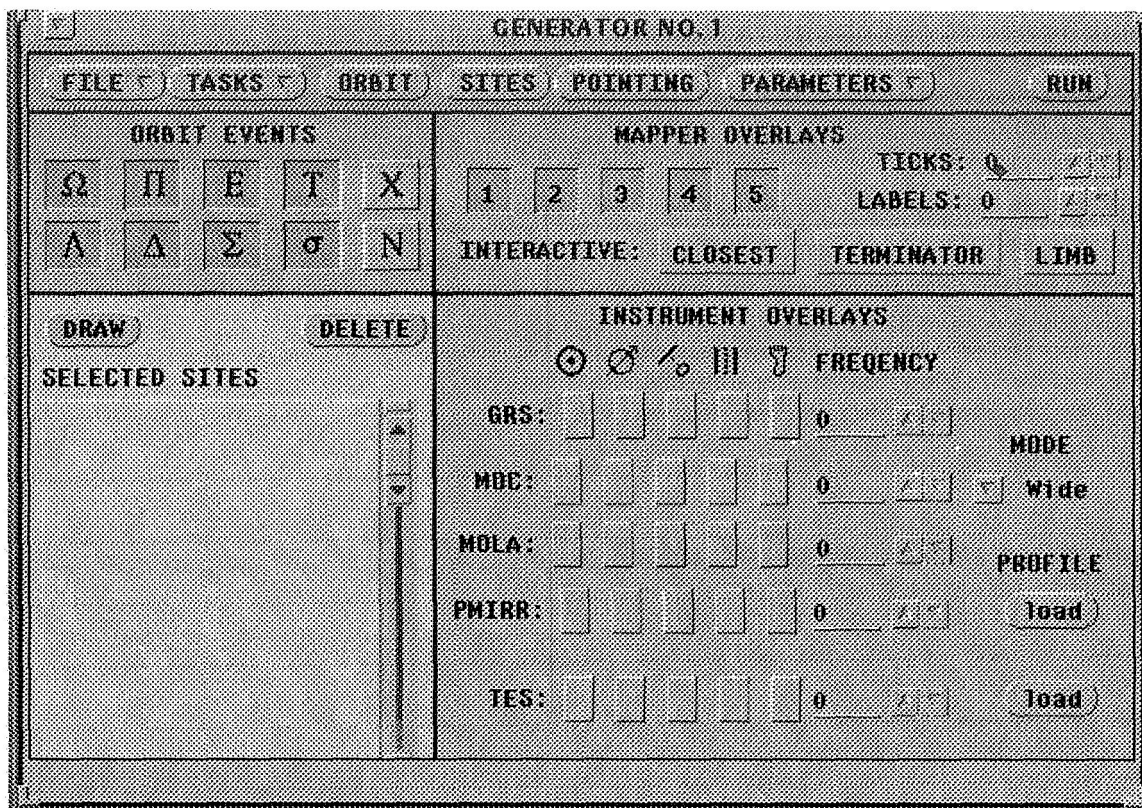 GENERATOR NO. 1
FILE TASKS ORBIT SITES POINTING PARAMETERS RUN
ORBIT EVENTS
Ω Π E T X
Λ Δ Σ σ N
MAPPER OVERLAYS
TICKS: 0
1 2 3 4 5
LABELS: 0
INTERACTIVE: CLOSEST TERMINATOR LIMB
DRAW DELETE
SELECTED SITES
INSTRUMENT OVERLAYS
FREQENCY
GRS: 0
MODE
MOC: 0 Wide
MOLA: 0
PROFILE
PMIRR: 0 load
TES: 0 load